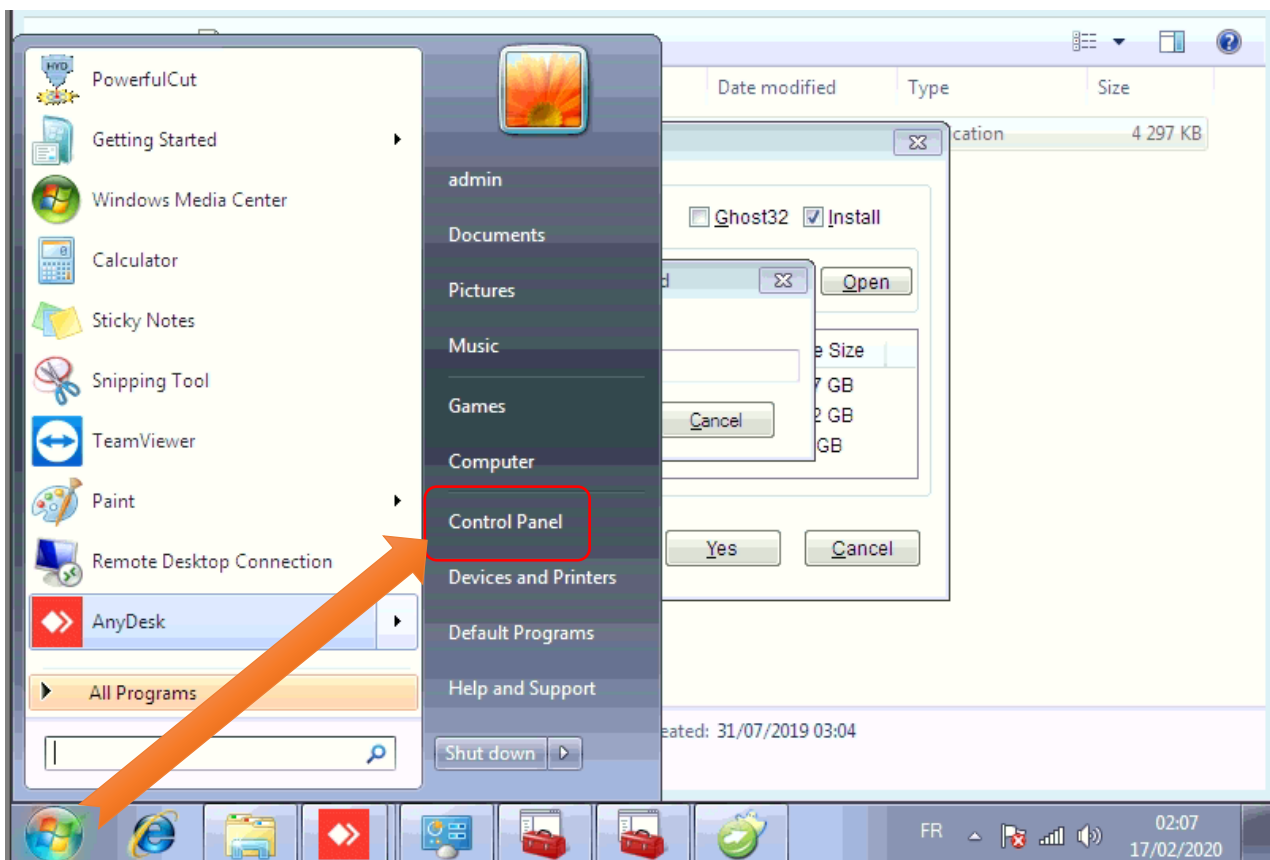 HYD
PowerfulCut
Getting Started
Windows Media Center
Calculator
Sticky Notes
Snipping Tool
TeamViewer
Paint
Remote Desktop Connection
AnyDesk
All Programs
admin
Documents
Pictures
Music
Games
Computer
Control Panel
Devices and Printers
Default Programs
Help and Support
Shut down
Date modified Type Size
cation 4 297 KB
Ghost32 Install
d
Open
e Size
7 GB
2 GB
GB
Cancel
Yes Cancel
eated: 31/07/2019 03:04
FR
02:07
17/02/2020